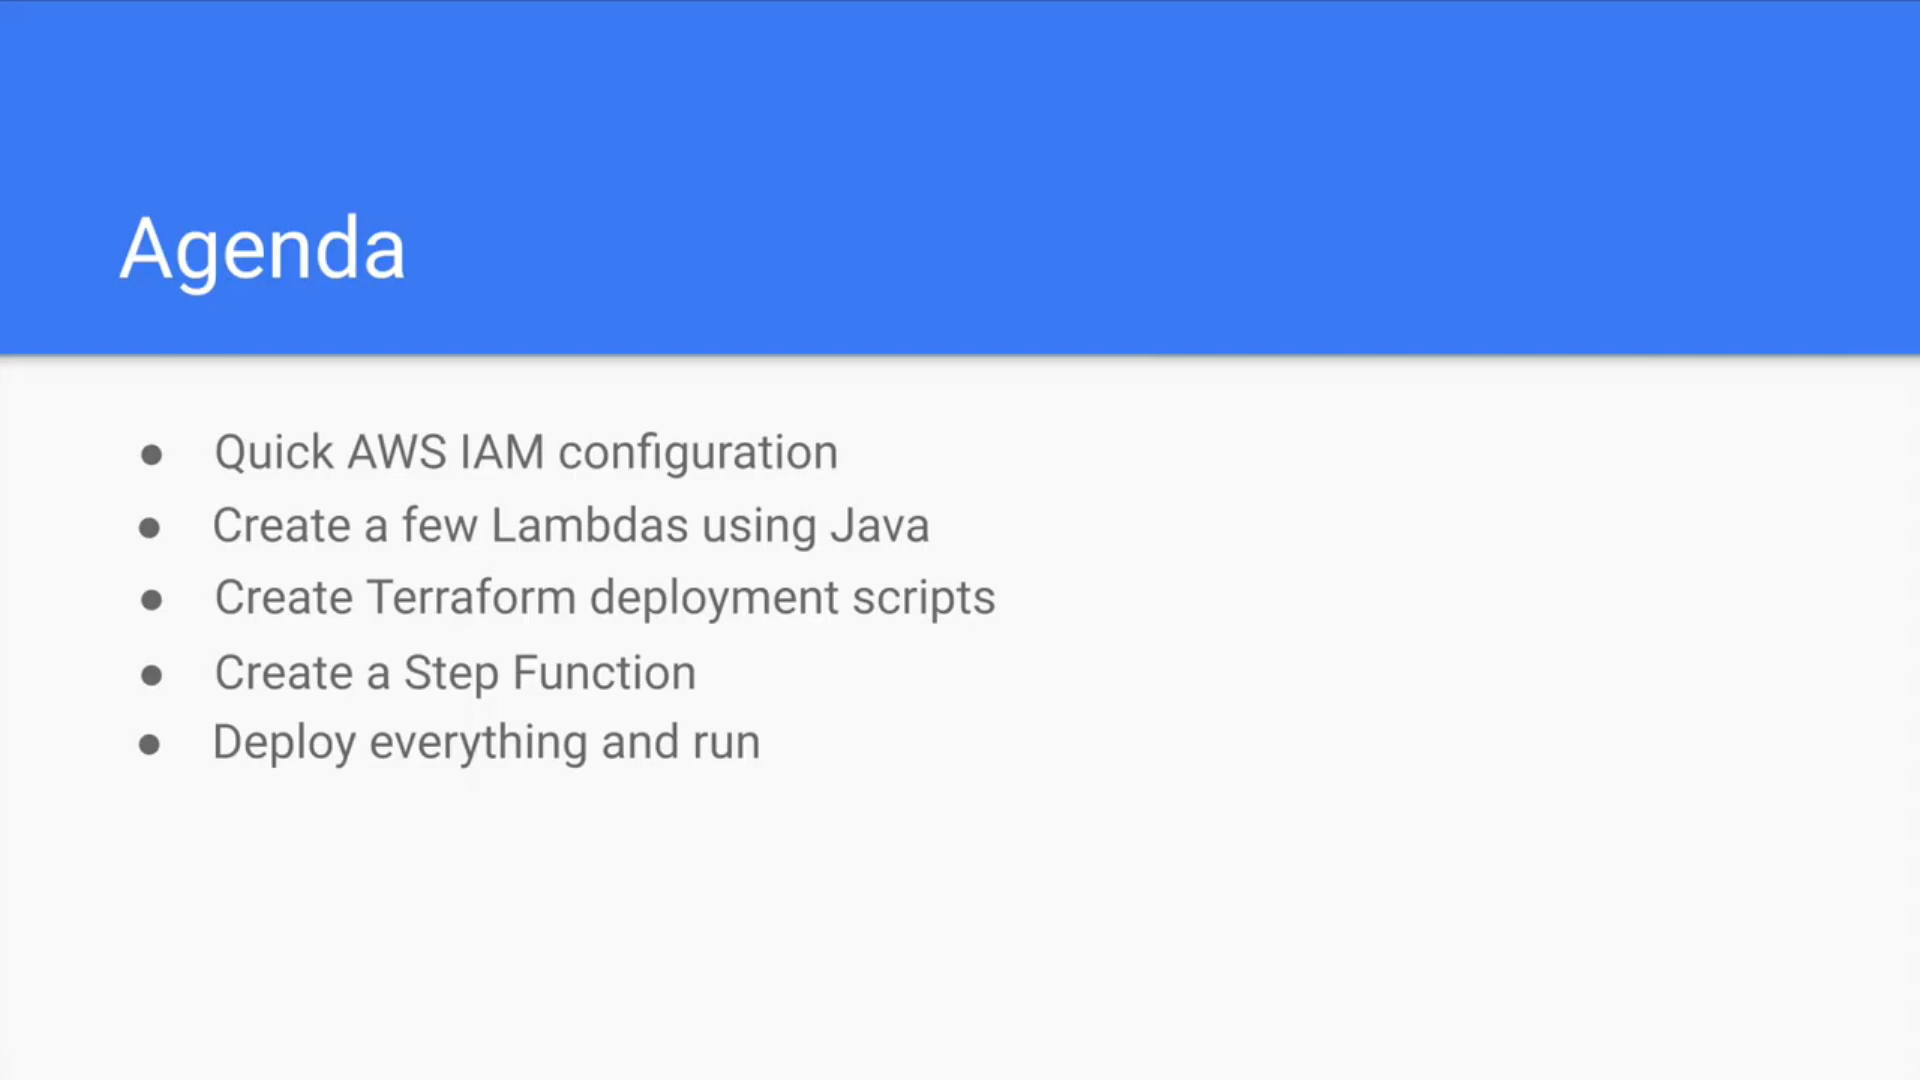 Agenda
● Quick AWS IAM configuration
● Create a few Lambdas using Java
● Create Terraform deployment scripts
● Create a Step Function
● Deploy everything and run